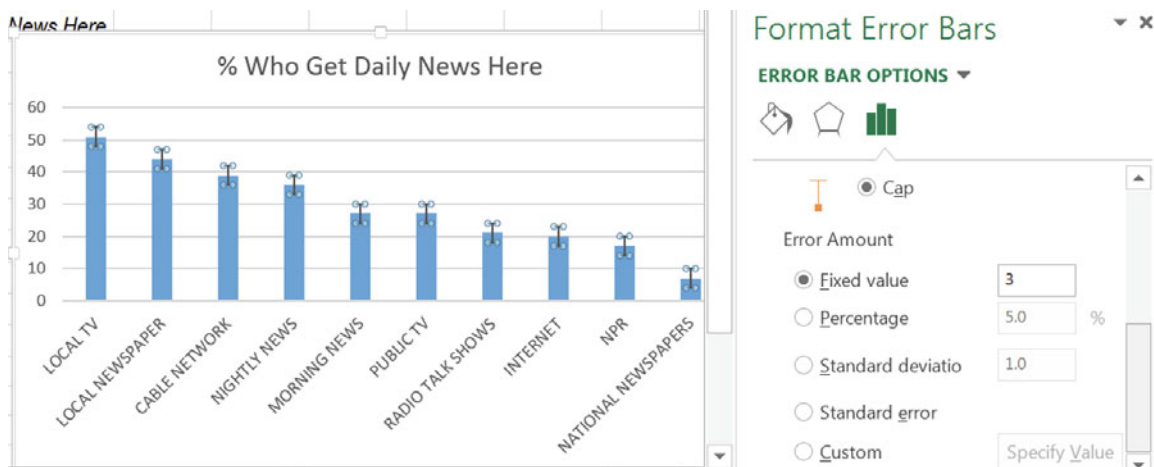 News Here
% Who Get Daily News Here
60
50
40
30
20
10
0
LOCAL TV
LOCAL NEWSPAPER
CABLE NETWORK
NIGHTLY NEWS
MORNING NEWS
PUBLIC TV
RADIO TALK SHOWS
INTERNET
NPR
NATIONAL NEWSPAPERS
Format Error Bars
ERROR BAR OPTIONS
Cap
Error Amount
Fixed value 3
Percentage 5.0 %
Standard deviatio 1.0
Standard error
Custom Specify Value